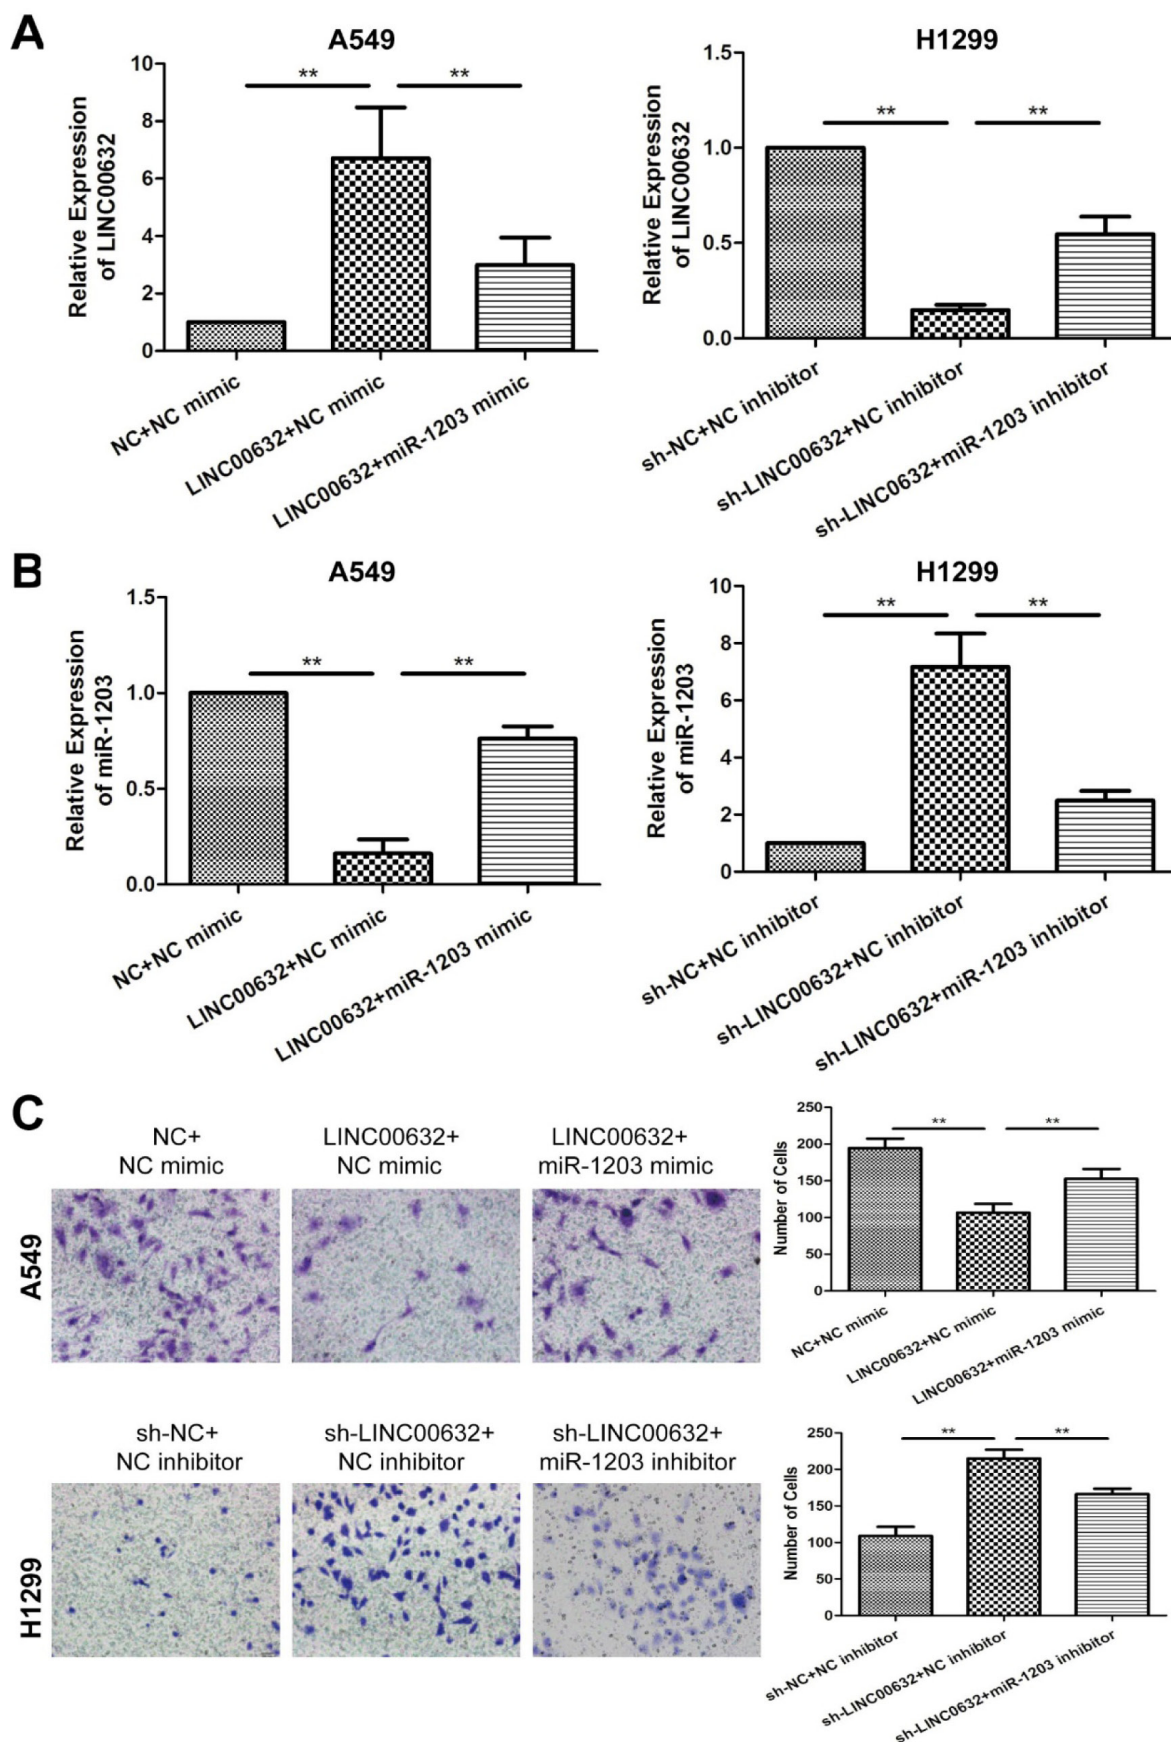 A
A549
Relative Expression
of LINC00632
10
8
6
4
2
0
**
**
NC+NC mimic
LINC00632+NC mimic
LINC00632+miR-1203 mimic
H1299
Relative Expression
of LINC00632
1.5
1.0
0.5
0.0
**
**
sh-NC+NC inhibitor
sh-LINC00632+NC inhibitor
sh-LINC0632+miR-1203 inhibitor
B
A549
Relative Expression
of miR-1203
1.5
1.0
0.5
0.0
**
**
NC+NC mimic
LINC00632+NC mimic
LINC00632+miR-1203 mimic
H1299
Relative Expression
of miR-1203
10
8
6
4
2
0
**
**
sh-NC+NC inhibitor
sh-LINC00632+NC inhibitor
sh-LINC0632+miR-1203 inhibitor
C
NC+
NC mimic
LINC00632+
NC mimic
LINC00632+
miR-1203 mimic
A549
Number of Cells
250
200
150
100
50
0
**
**
NC+NC mimic
LINC00632+NC mimic
LINC00632+miR-1203 mimic
sh-NC+
NC inhibitor
sh-LINC00632+
NC inhibitor
sh-LINC00632+
miR-1203 inhibitor
H1299
Number of Cells
250
200
150
100
50
0
**
**
sh-NC+NC inhibitor
sh-LINC00632+NC inhibitor
sh-LINC0632+miR-1203 inhibitor